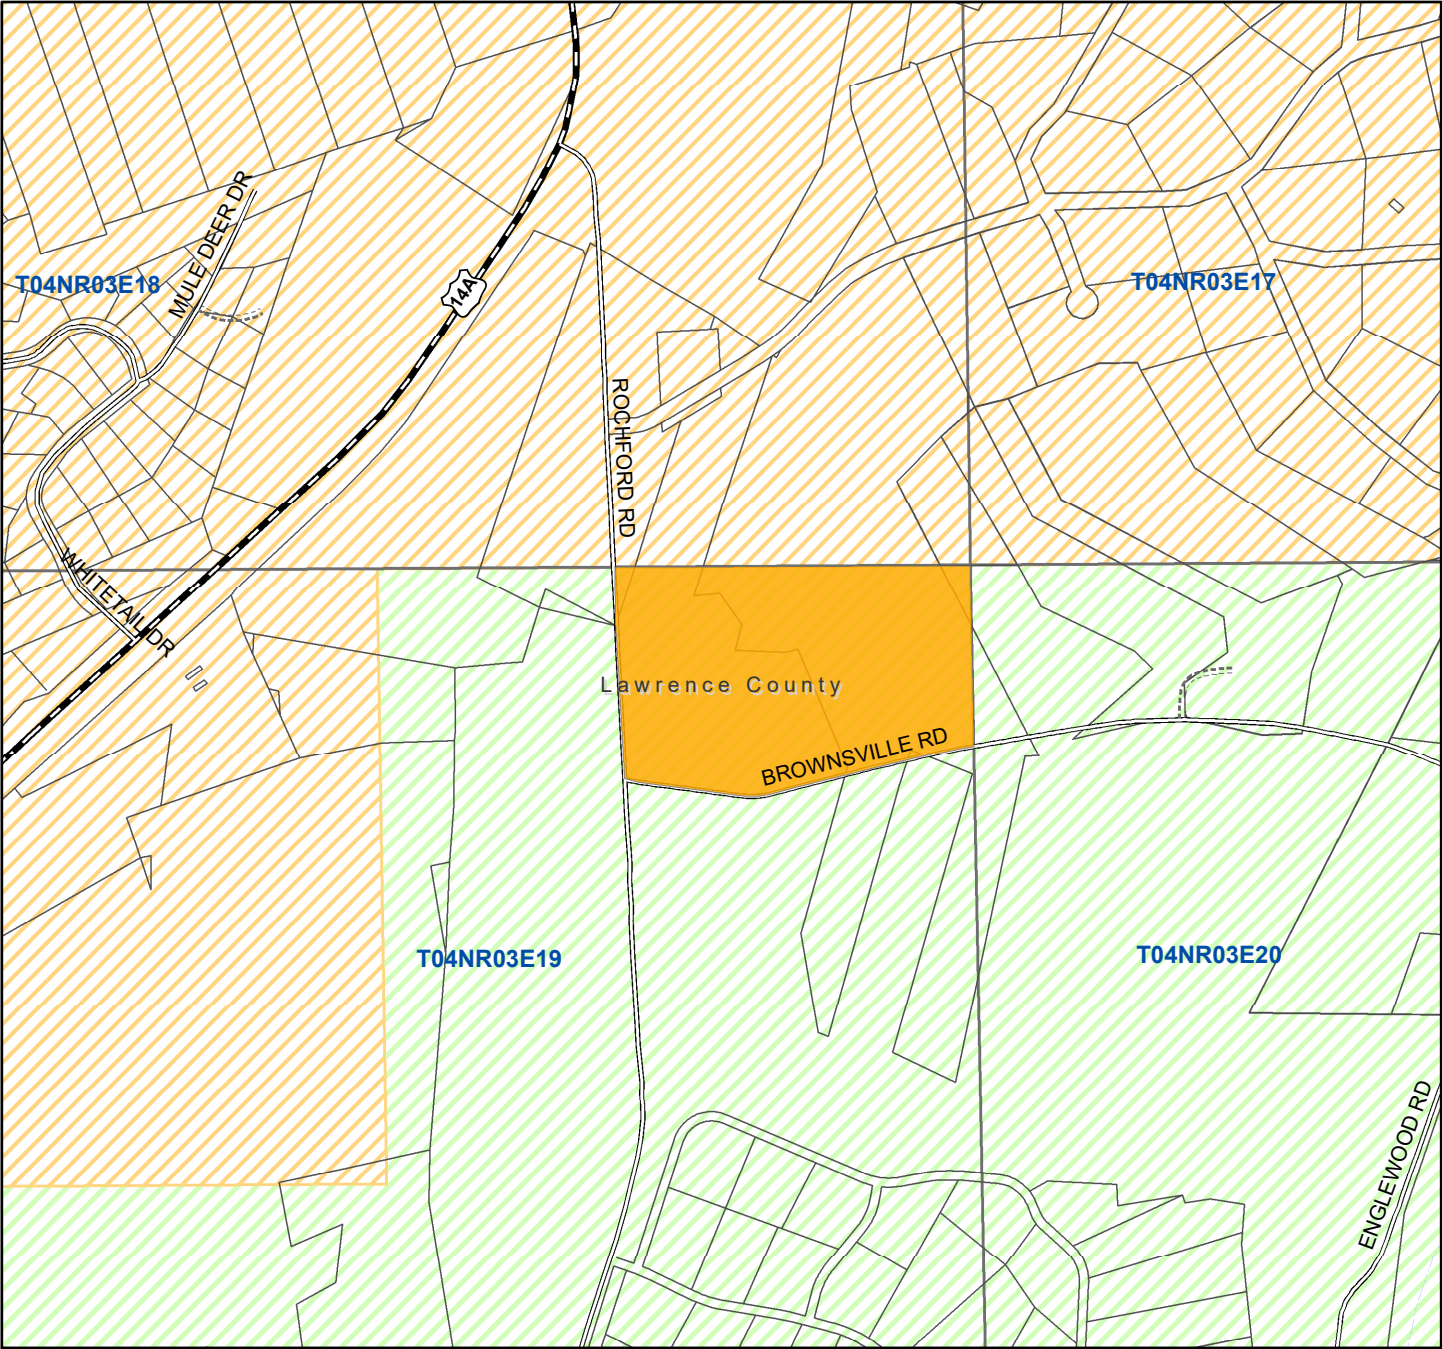 MULE DEER DR
T04NR03E18
14A
T04NR03E17
ROCHFORD RD
WHITETAIL DR
Lawrence County
BROWNSVILLE RD
T04NR03E19
T04NR03E20
ENGLEWOOD RD